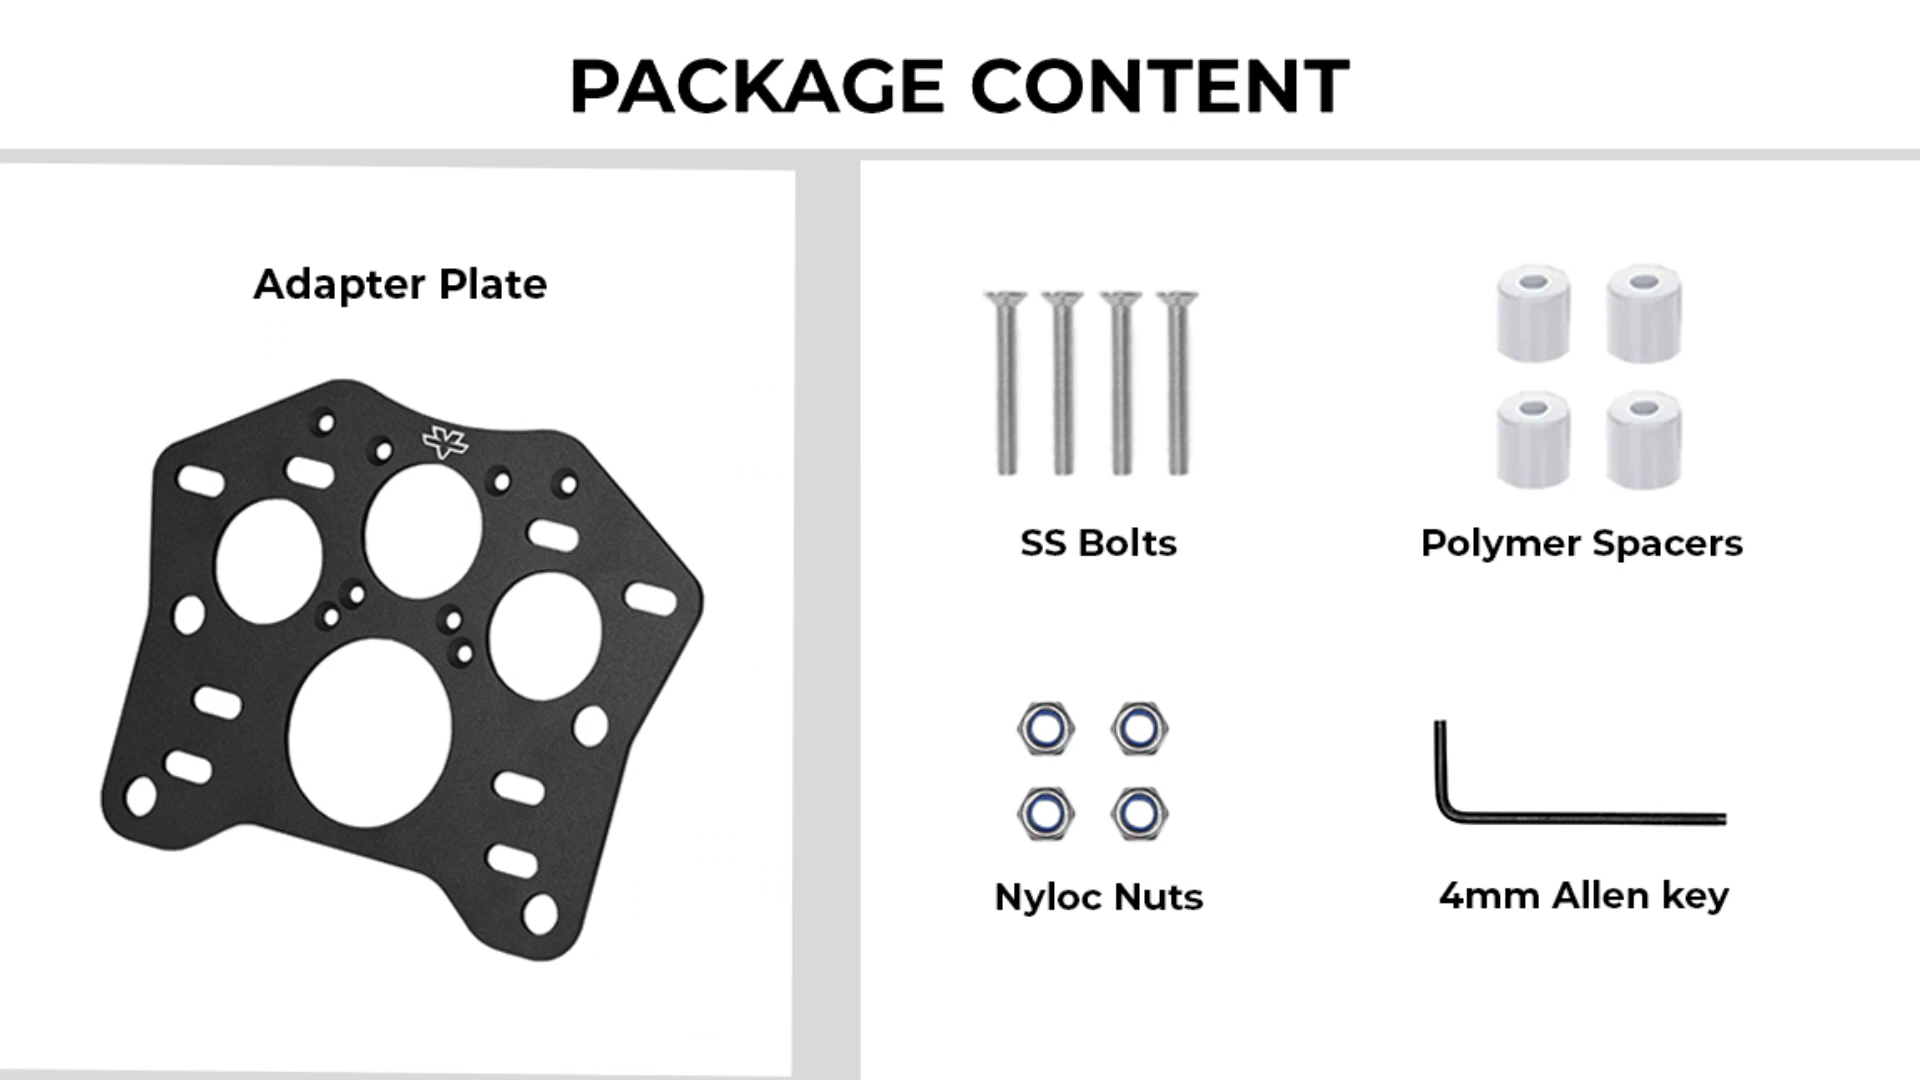 PACKAGE CONTENT
Adapter Plate
SS Bolts
Polymer Spacers
Nyloc Nuts
4mm Allen key